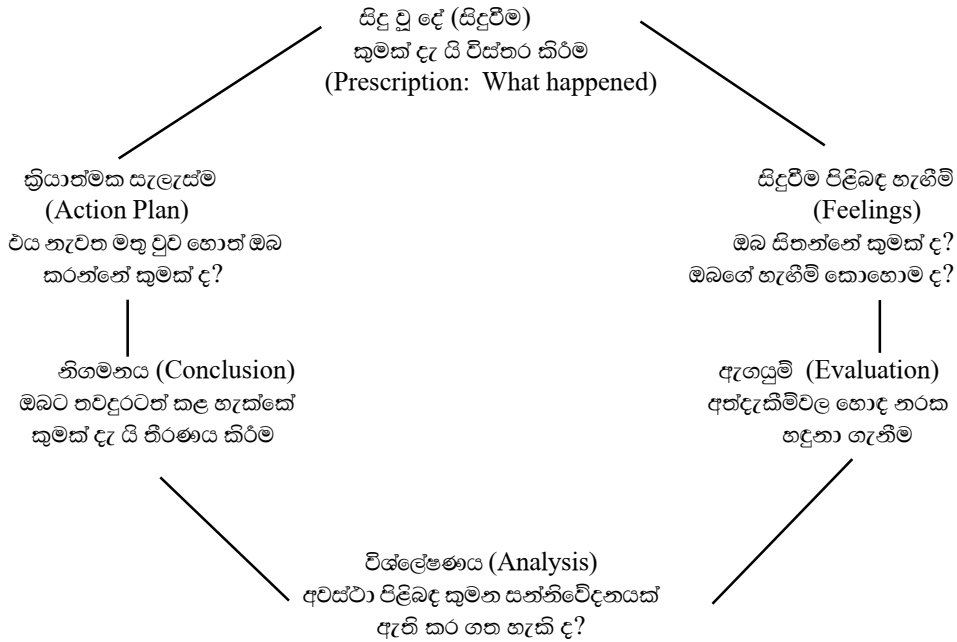 සිදු වූ දේ (සිදුවීම)
කුමක් දැ යි විස්තර කිරීම
(Prescription: What happened)
ක්‍රියාත්මක සැලැස්ම
(Action Plan)
එය නැවත මතු වුව හොත් ඔබ
කරන්නේ කුමක් ද?
සිදුවීම පිළිබඳ හැඟීම්
(Feelings)
ඔබ සිතන්නේ කුමක් ද?
ඔබගේ හැඟීම් කොහොම ද?
නිගමනය (Conclusion)
ඔබට තවදුරටත් කළ හැක්කේ
කුමක් දැ යි තීරණය කිරීම
ඇගයුම් (Evaluation)
අත්දැකීම්වල හොඳ නරක
හඳුනා ගැනීම
විශ්ලේෂණය (Analysis)
අවස්ථා පිළිබඳ කුමන සන්නිවේදනයක්
ඇති කර ගත හැකි ද?